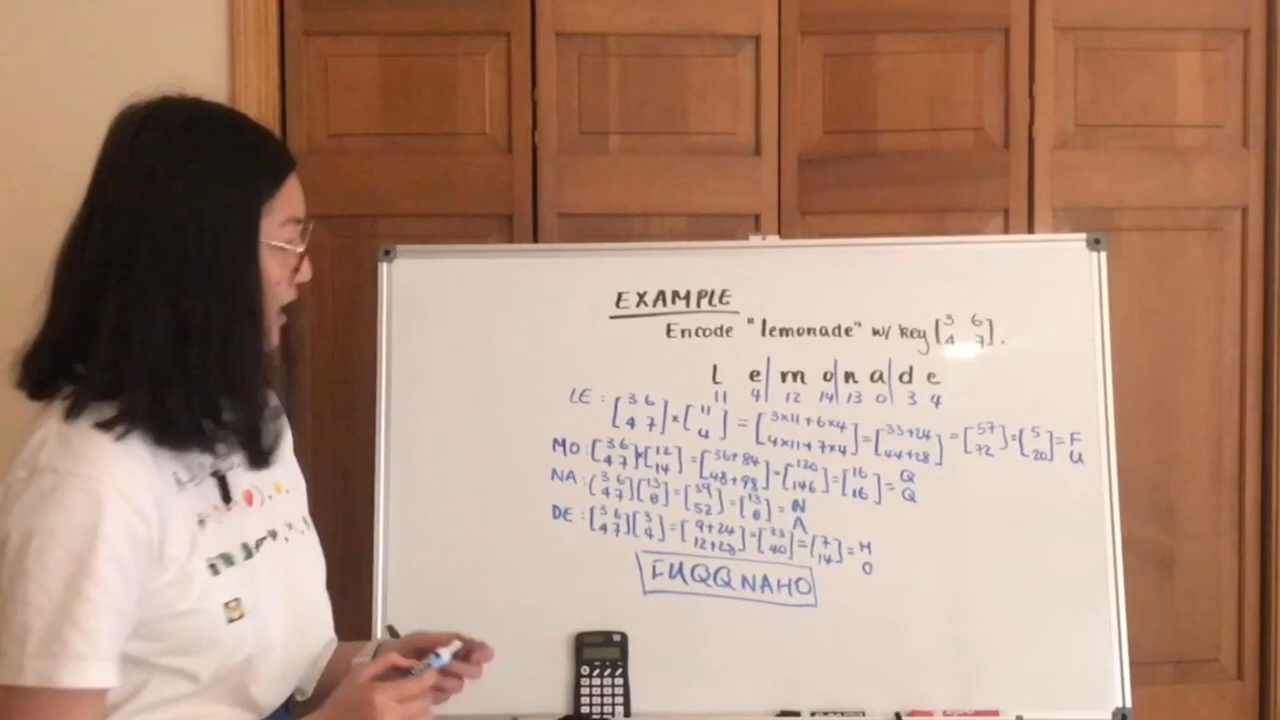 EXAMPLE
Encode "lemonade" w/ key [3 6 4 7].
L e | m o | n a | d e
11 4 12 14 13 0 3 4
LE : [3 6 4 7] × [11 4] = [3×11+6×4 4×11+7×4] = [33+24 44+28] = [57 72] = [5 20] = F U
MO : [3 6 4 7] × [12 14] = [36+84 48+98] = [120 146] = [16 16] = Q Q
NA : [3 6 4 7] [13 0] = [39 52] = [13 0] = N A
DE : [3 6 4 7] [3 4] = [9+24 12+28] = [33 40] = [7 14] = H O
FUQQNAHO